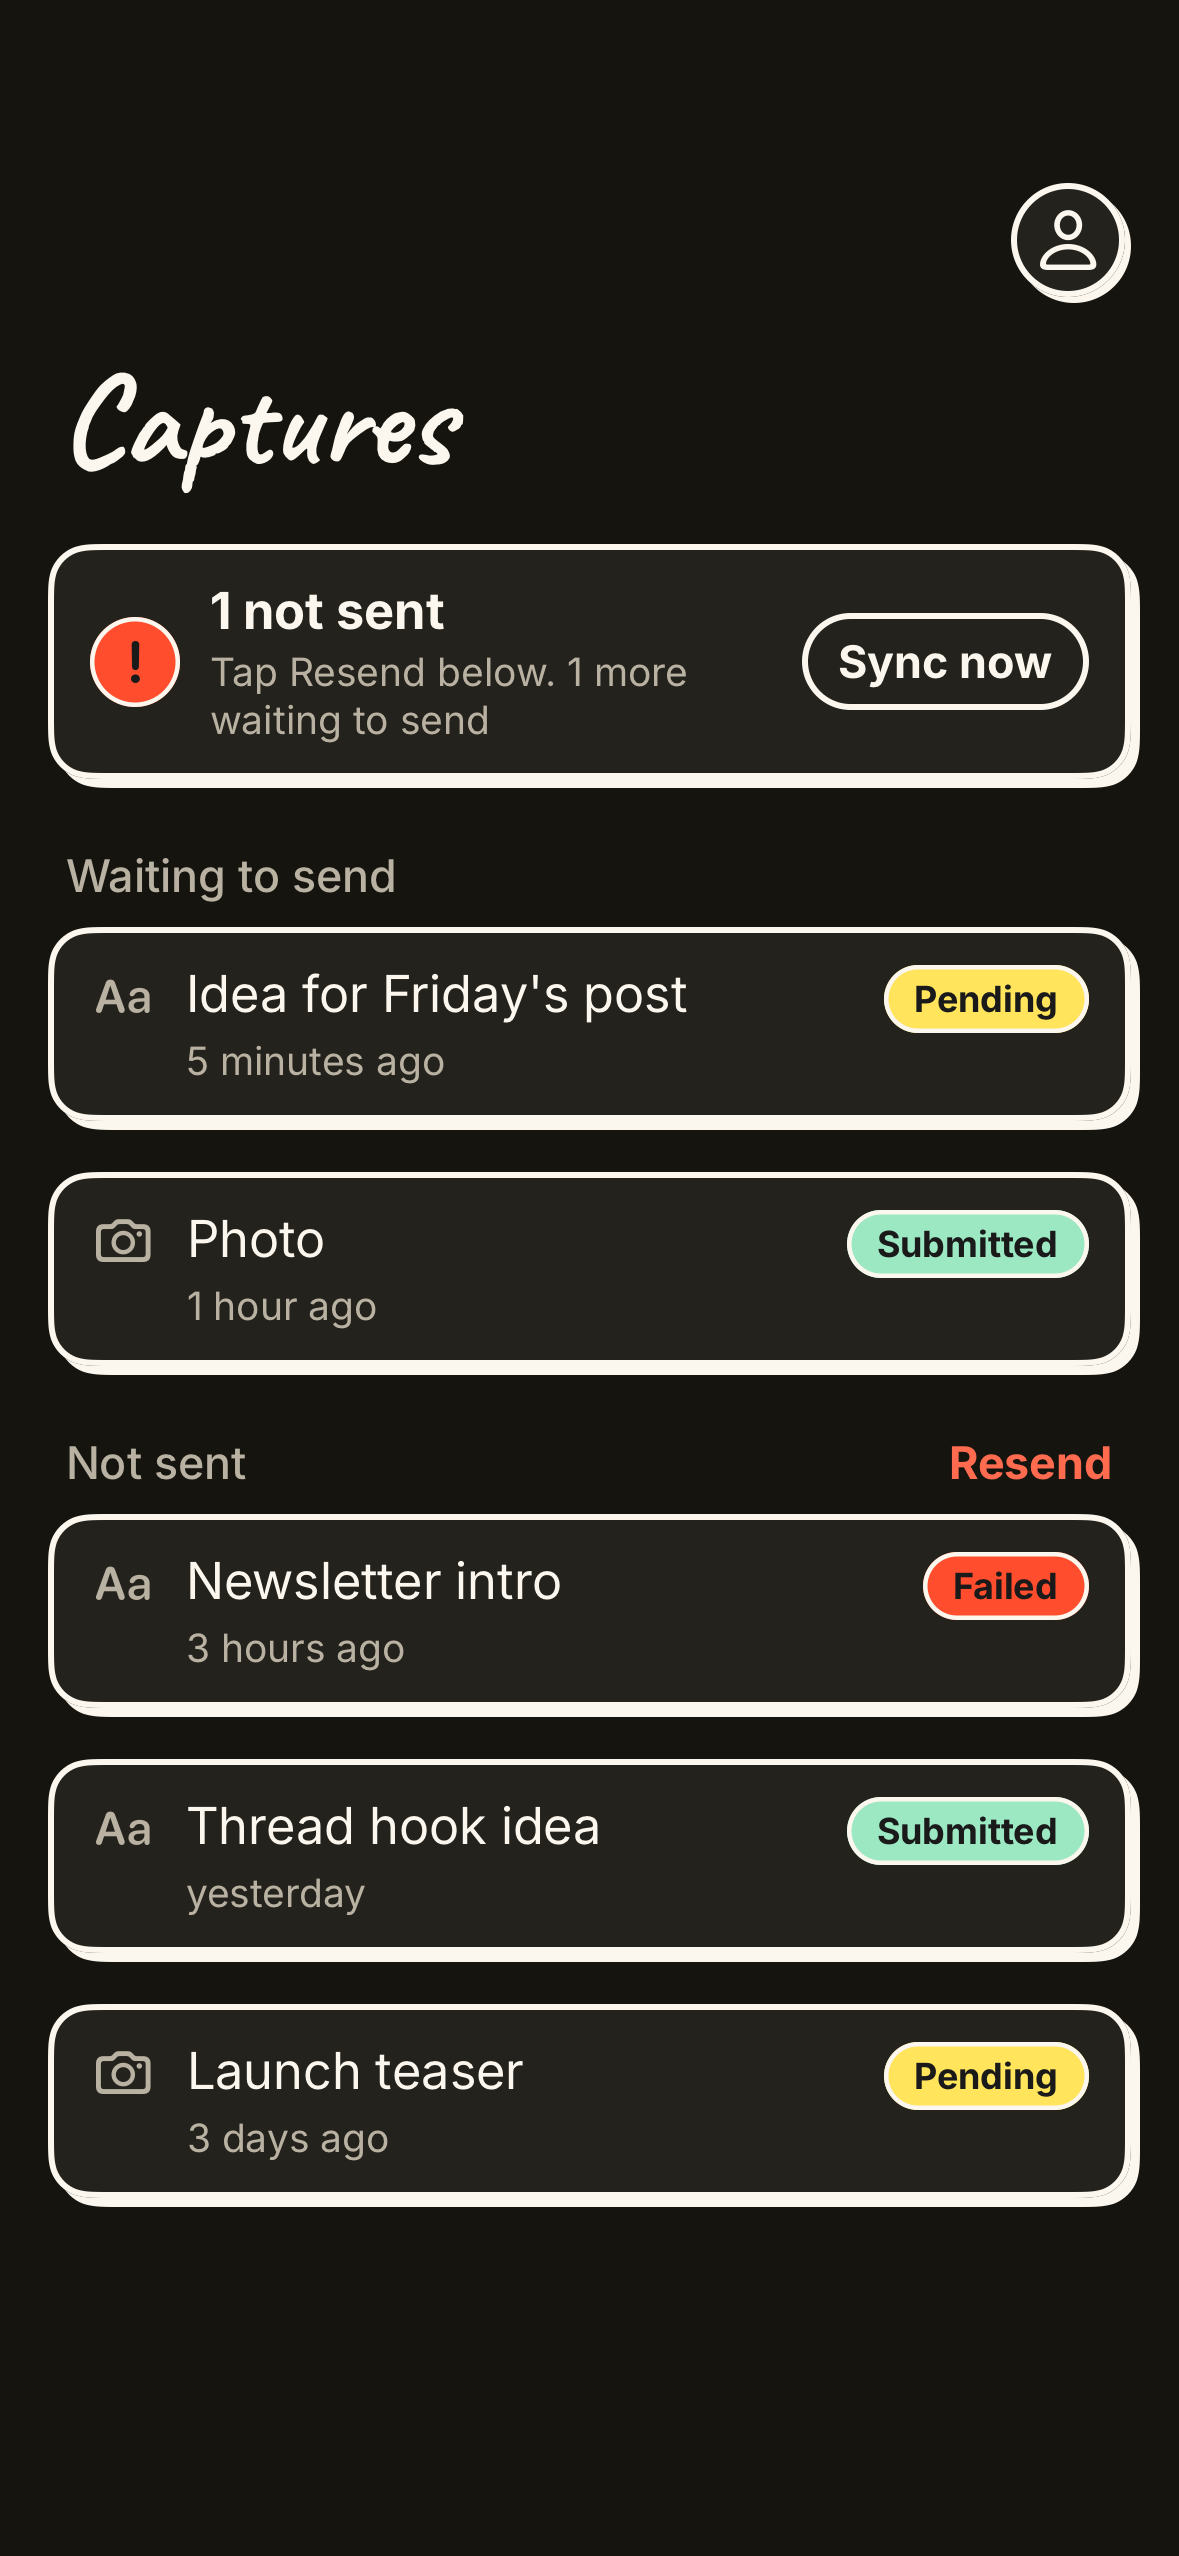 Captures
1 not sent
Tap Resend below. 1 more
waiting to send
Sync now
Waiting to send
Aa Idea for Friday's post Pending
5 minutes ago
Photo Submitted
1 hour ago
Not sent Resend
Aa Newsletter intro Failed
3 hours ago
Aa Thread hook idea Submitted
yesterday
Launch teaser Pending
3 days ago